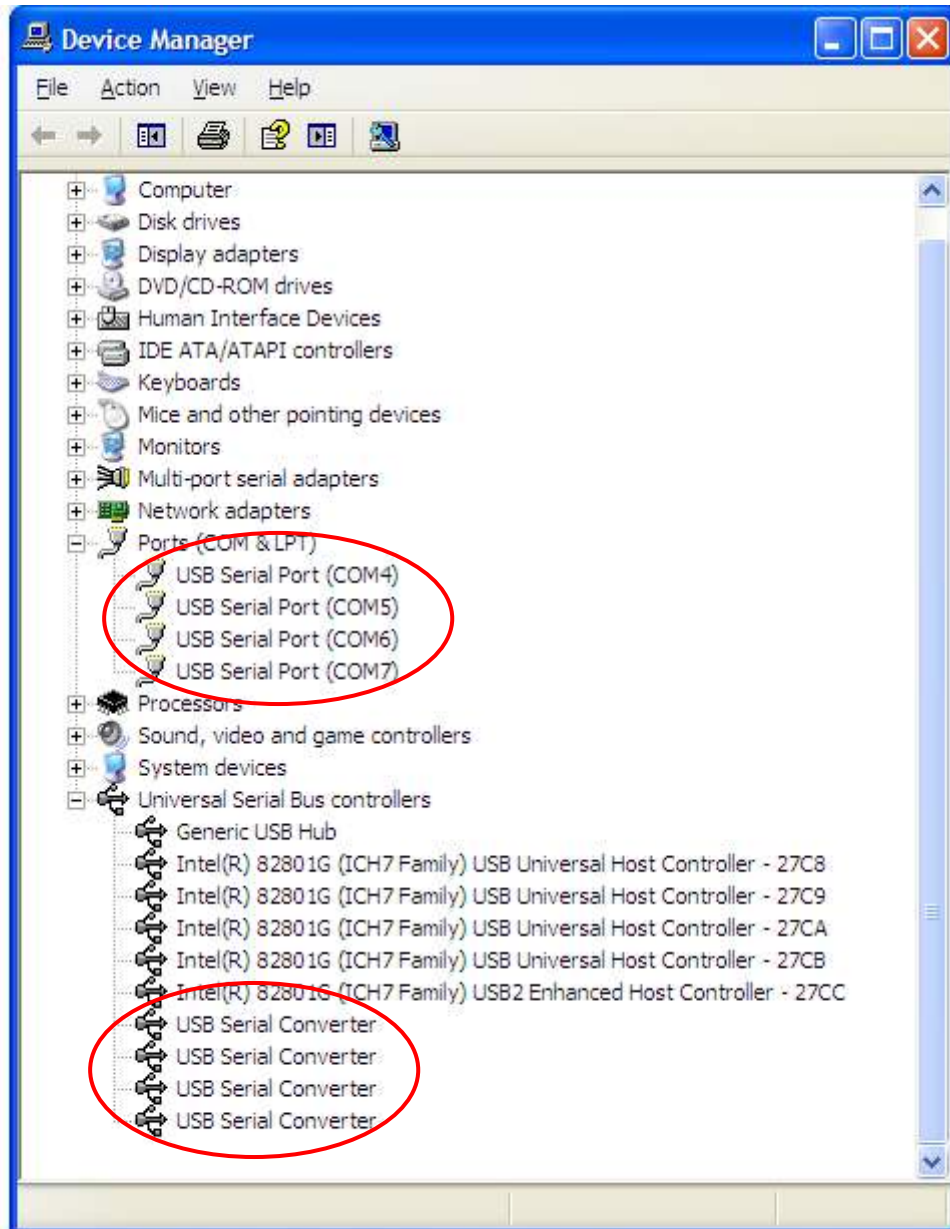 Device Manager
File Action View Help
Computer
Disk drives
Display adapters
DVD/CD-ROM drives
Human Interface Devices
IDE ATA/ATAPI controllers
Keyboards
Mice and other pointing devices
Monitors
Multi-port serial adapters
Network adapters
Ports (COM & LPT)
USB Serial Port (COM4)
USB Serial Port (COM5)
USB Serial Port (COM6)
USB Serial Port (COM7)
Processors
Sound, video and game controllers
System devices
Universal Serial Bus controllers
Generic USB Hub
Intel(R) 82801G (ICH7 Family) USB Universal Host Controller - 27C8
Intel(R) 82801G (ICH7 Family) USB Universal Host Controller - 27C9
Intel(R) 82801G (ICH7 Family) USB Universal Host Controller - 27CA
Intel(R) 82801G (ICH7 Family) USB Universal Host Controller - 27CB
Intel(R) 82801G (ICH7 Family) USB2 Enhanced Host Controller - 27CC
USB Serial Converter
USB Serial Converter
USB Serial Converter
USB Serial Converter